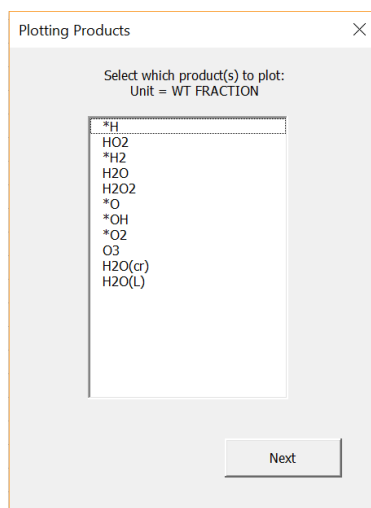 Plotting Products
Select which product(s) to plot:
Unit = WT FRACTION
*H
HO2
*H2
H2O
H2O2
*O
*OH
*O2
O3
H2O(cr)
H2O(L)
Next